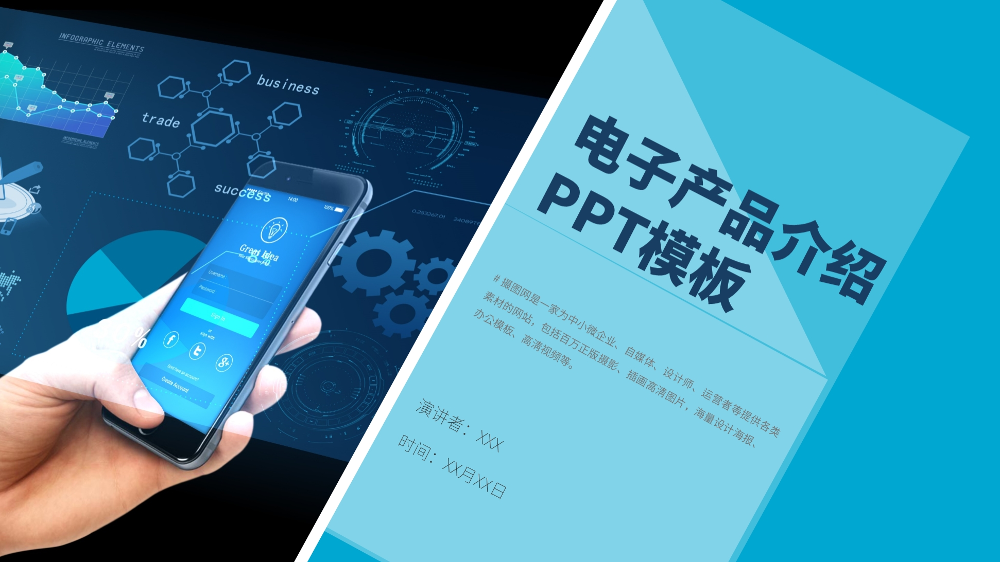 INFOGRAPHIC ELEMENTS
business
trade
INFOGRAPHIC ELEMENTS
success
14:00
100%
0.253267.01
Great Idea
Username
Password
Sign In
or
sign with
f
t
g+
Dont have an account?
Create Account
电子产品介绍
PPT模板
# 摄图网是一家为中小微企业、自媒体、设计师、运营者等提供各类
素材的网站，包括百万正版摄影、插画高清图片，海量设计海报、
办公模板、高清视频等。
演讲者：XXX
时间：XX月XX日